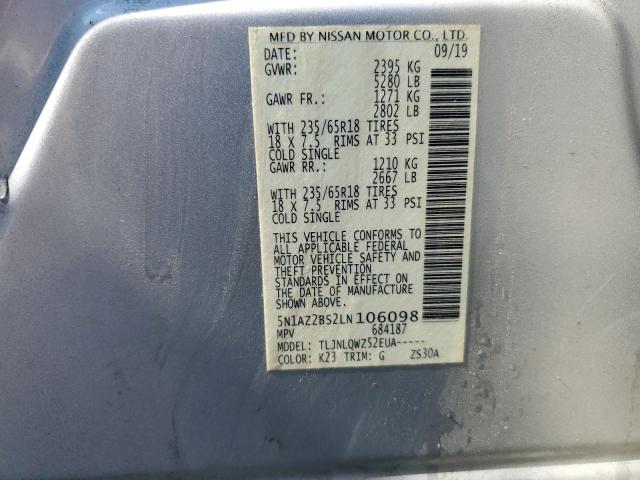 MFD BY NISSAN MOTOR CO., LTD.
DATE: 09/19
GVWR: 2395 KG
5280 LB
GAWR FR.: 1271 KG
2802 LB
WITH 235/65R18 TIRES
18 X 7.5 RIMS AT 33 PSI
COLD SINGLE
GAWR RR.: 1210 KG
2667 LB
WITH 235/65R18 TIRES
18 X 7.5 RIMS AT 33 PSI
COLD SINGLE
THIS VEHICLE CONFORMS TO
ALL APPLICABLE FEDERAL
MOTOR VEHICLE SAFETY AND
THEFT PREVENTION
STANDARDS IN EFFECT ON
THE DATE OF MANUFACTURE
SHOWN ABOVE.
5N1AZ2BS2LN106098
MPV 684187
MODEL: TLJNLQWZS2EUA-----
COLOR: K23 TRIM: G ZS30A